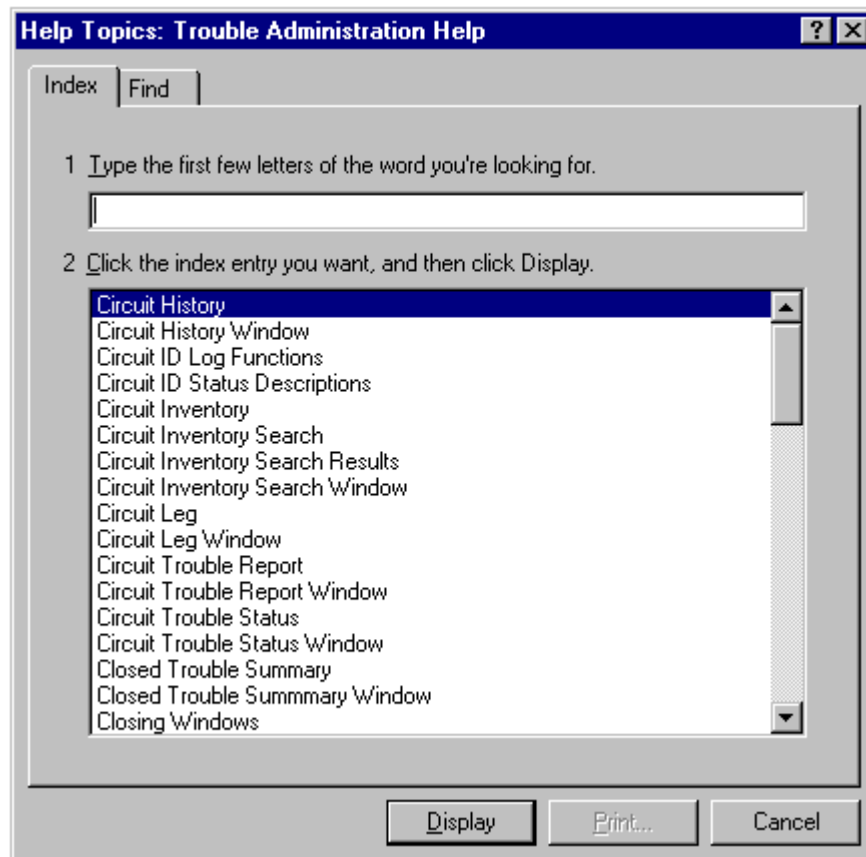 Help Topics: Trouble Administration Help
Index Find
1 Type the first few letters of the word you're looking for.
2 Click the index entry you want, and then click Display.
Circuit History
Circuit History Window
Circuit ID Log Functions
Circuit ID Status Descriptions
Circuit Inventory
Circuit Inventory Search
Circuit Inventory Search Results
Circuit Inventory Search Window
Circuit Leg
Circuit Leg Window
Circuit Trouble Report
Circuit Trouble Report Window
Circuit Trouble Status
Circuit Trouble Status Window
Closed Trouble Summary
Closed Trouble Summmary Window
Closing Windows
Display Print... Cancel